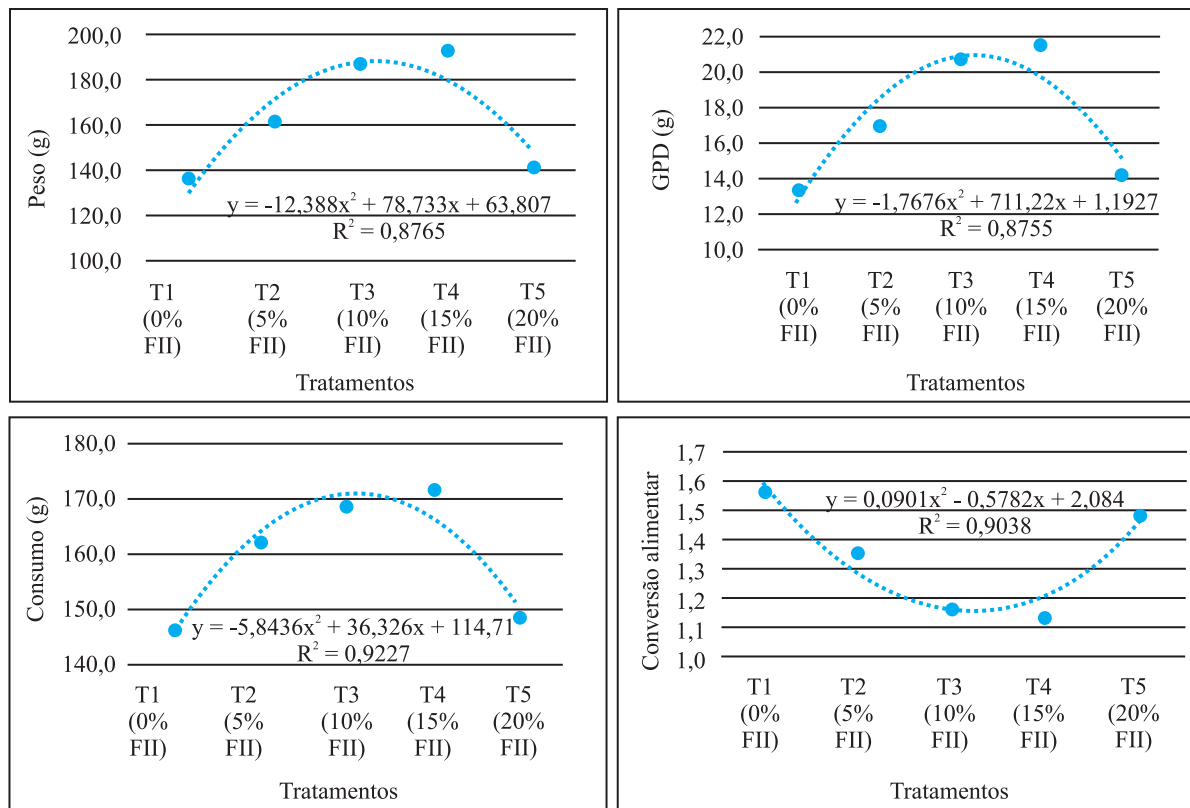 Peso (g)
200,0
180,0
160,0
140,0
120,0
100,0
y = -12,388x² + 78,733x + 63,807
R² = 0,8765
T1 T2 T3 T4 T5
(0% (5% (10% (15% (20%
FII) FII) FII) FII) FII)
Tratamentos
GPD (g)
22,0
20,0
18,0
16,0
14,0
12,0
10,0
y = -1,7676x² + 711,22x + 1,1927
R² = 0,8755
T1 T2 T3 T4 T5
(0% (5% (10% (15% (20%
FII) FII) FII) FII) FII)
Tratamentos
Consumo (g)
180,0
170,0
160,0
150,0
140,0
y = -5,8436x² + 36,326x + 114,71
R² = 0,9227
T1 T2 T3 T4 T5
(0% (5% (10% (15% (20%
FII) FII) FII) FII) FII)
Tratamentos
Conversão alimentar
1,7
1,6
1,5
1,4
1,3
1,2
1,1
1,0
y = 0,0901x² - 0,5782x + 2,084
R² = 0,9038
T1 T2 T3 T4 T5
(0% (5% (10% (15% (20%
FII) FII) FII) FII) FII)
Tratamentos